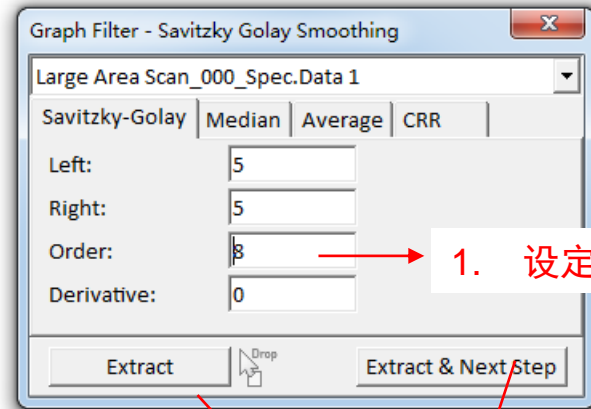 Graph Filter - Savitzky Golay Smoothing
Large Area Scan_000_Spec.Data 1
Savitzky-Golay Median Average CRR
Left: 5
Right: 5
Order: 8
1. 设定
Derivative: 0
Extract Drop Extract & Next Step